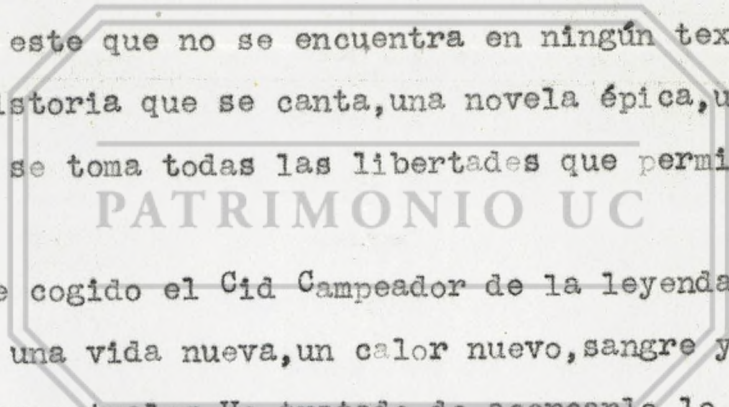 este que no se encuentra en ningún tex
istoria que se canta,una novela épica,u
se toma todas las libertades que permi
PATRIMONIO UC
e cogido el Cid Campeador de la leyenda
una vida nueva,un calor nuevo,sangre y